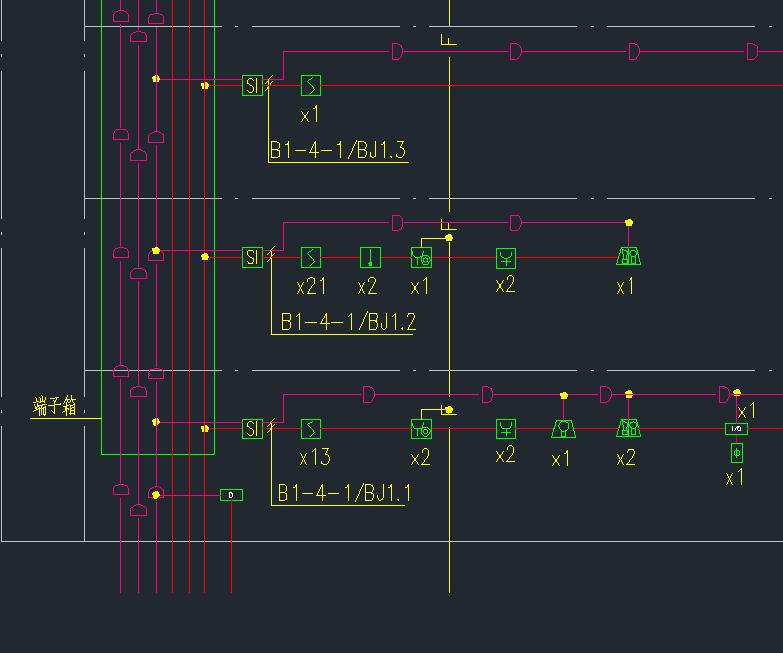 F
D D D D
SI
x1
B1-4-1/BJ1.3
F
D D
SI
x21 x2 x1 x2 x1
B1-4-1/BJ1.2
端子箱
F
D D D D
x1
SI
I/O
x13 x2 x2 x1 x2
x1
B1-4-1/BJ1.1
D